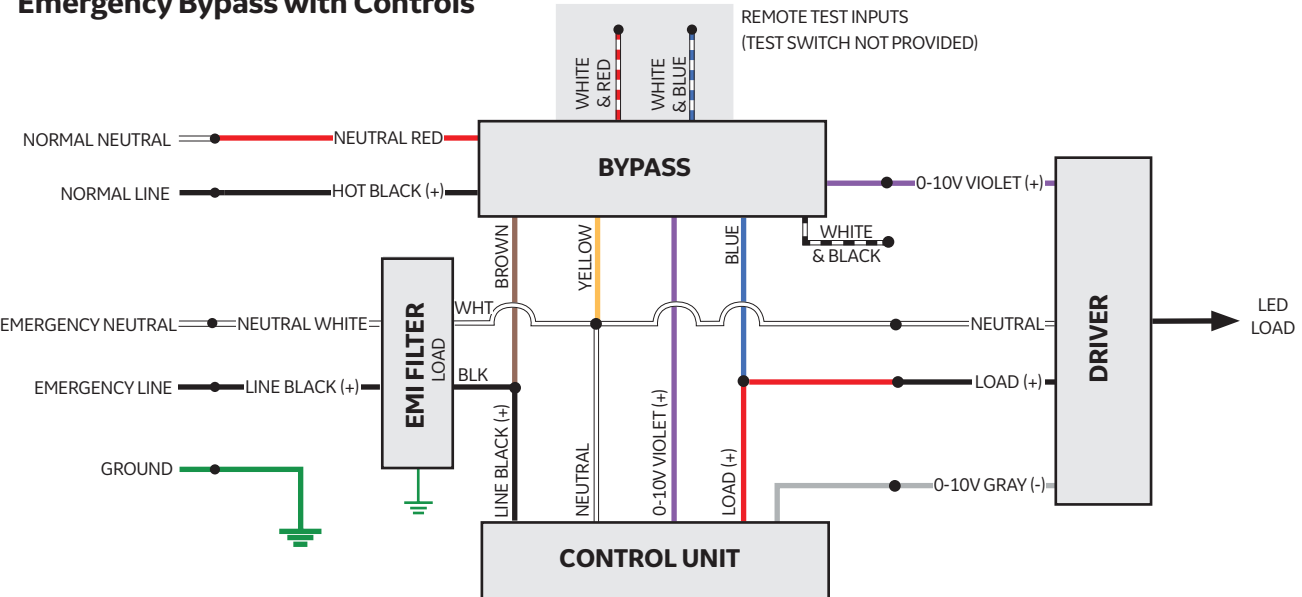 Emergency Bypass with Controls
REMOTE TEST INPUTS
(TEST SWITCH NOT PROVIDED)
WHITE
& RED
WHITE
& BLUE
NORMAL NEUTRAL
NEUTRAL RED
NORMAL LINE
HOT BLACK (+)
BYPASS
0-10V VIOLET (+)
BROWN
YELLOW
BLUE
WHITE
& BLACK
EMERGENCY NEUTRAL
NEUTRAL WHITE
EMI FILTER
LOAD
WHT
NEUTRAL
DRIVER
LED
LOAD
EMERGENCY LINE
LINE BLACK (+)
BLK
LOAD (+)
GROUND
LINE BLACK (+)
NEUTRAL
0-10V VIOLET (+)
LOAD (+)
0-10V GRAY (-)
CONTROL UNIT